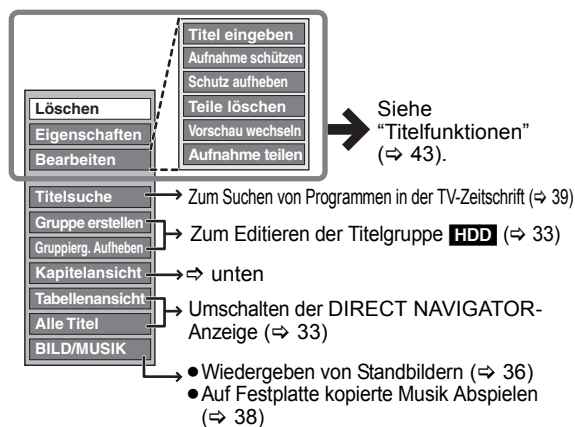 Titel eingeben
Aufnahme schützen
Schutz aufheben
Teile löschen
Vorschau wechseln
Aufnahme teilen
Siehe
“Titelfunktionen”
(⇨ 43).
Löschen
Eigenschaften
Bearbeiten
Titelsuche
Zum Suchen von Programmen in der TV-Zeitschrift (⇨ 39)
Gruppe erstellen
Gruppierg. Aufheben
Zum Editieren der Titelgruppe HDD (⇨ 33)
Kapitelansicht
⇨ unten
Tabellenansicht
Alle Titel
Umschalten der DIRECT NAVIGATOR-
Anzeige (⇨ 33)
BILD/MUSIK
●Wiedergeben von Standbildern (⇨ 36)
●Auf Festplatte kopierte Musik Abspielen
(⇨ 38)